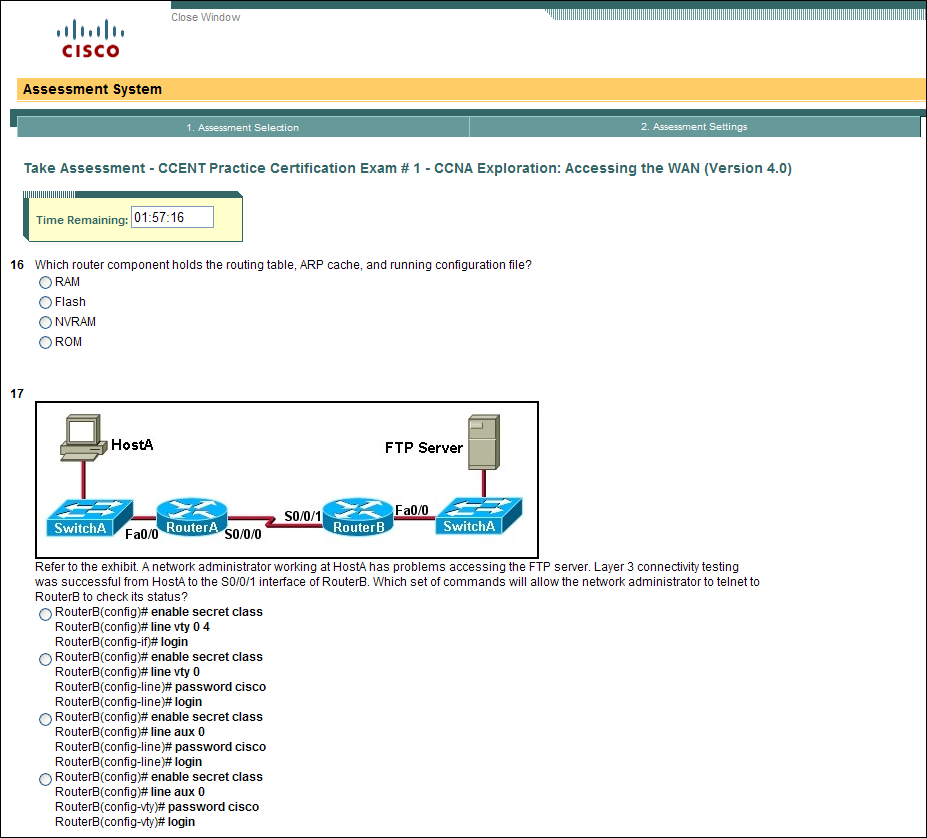 Close Window
CISCO
Assessment System
1. Assessment Selection
2. Assessment Settings
Take Assessment - CCENT Practice Certification Exam # 1 - CCNA Exploration: Accessing the WAN (Version 4.0)
Time Remaining: 01:57:16
16 Which router component holds the routing table, ARP cache, and running configuration file?
RAM
Flash
NVRAM
ROM
17
HostA
FTP Server
SwitchA
Fa0/0
RouterA
S0/0/0
S0/0/1
RouterB
Fa0/0
SwitchA
Refer to the exhibit. A network administrator working at HostA has problems accessing the FTP server. Layer 3 connectivity testing
was successful from HostA to the S0/0/1 interface of RouterB. Which set of commands will allow the network administrator to telnet to
RouterB to check its status?
RouterB(config)# enable secret class
RouterB(config)# line vty 0 4
RouterB(config-if)# login
RouterB(config)# enable secret class
RouterB(config)# line vty 0
RouterB(config-line)# password cisco
RouterB(config-line)# login
RouterB(config)# enable secret class
RouterB(config)# line aux 0
RouterB(config-line)# password cisco
RouterB(config-line)# login
RouterB(config)# enable secret class
RouterB(config)# line aux 0
RouterB(config-vty)# password cisco
RouterB(config-vty)# login